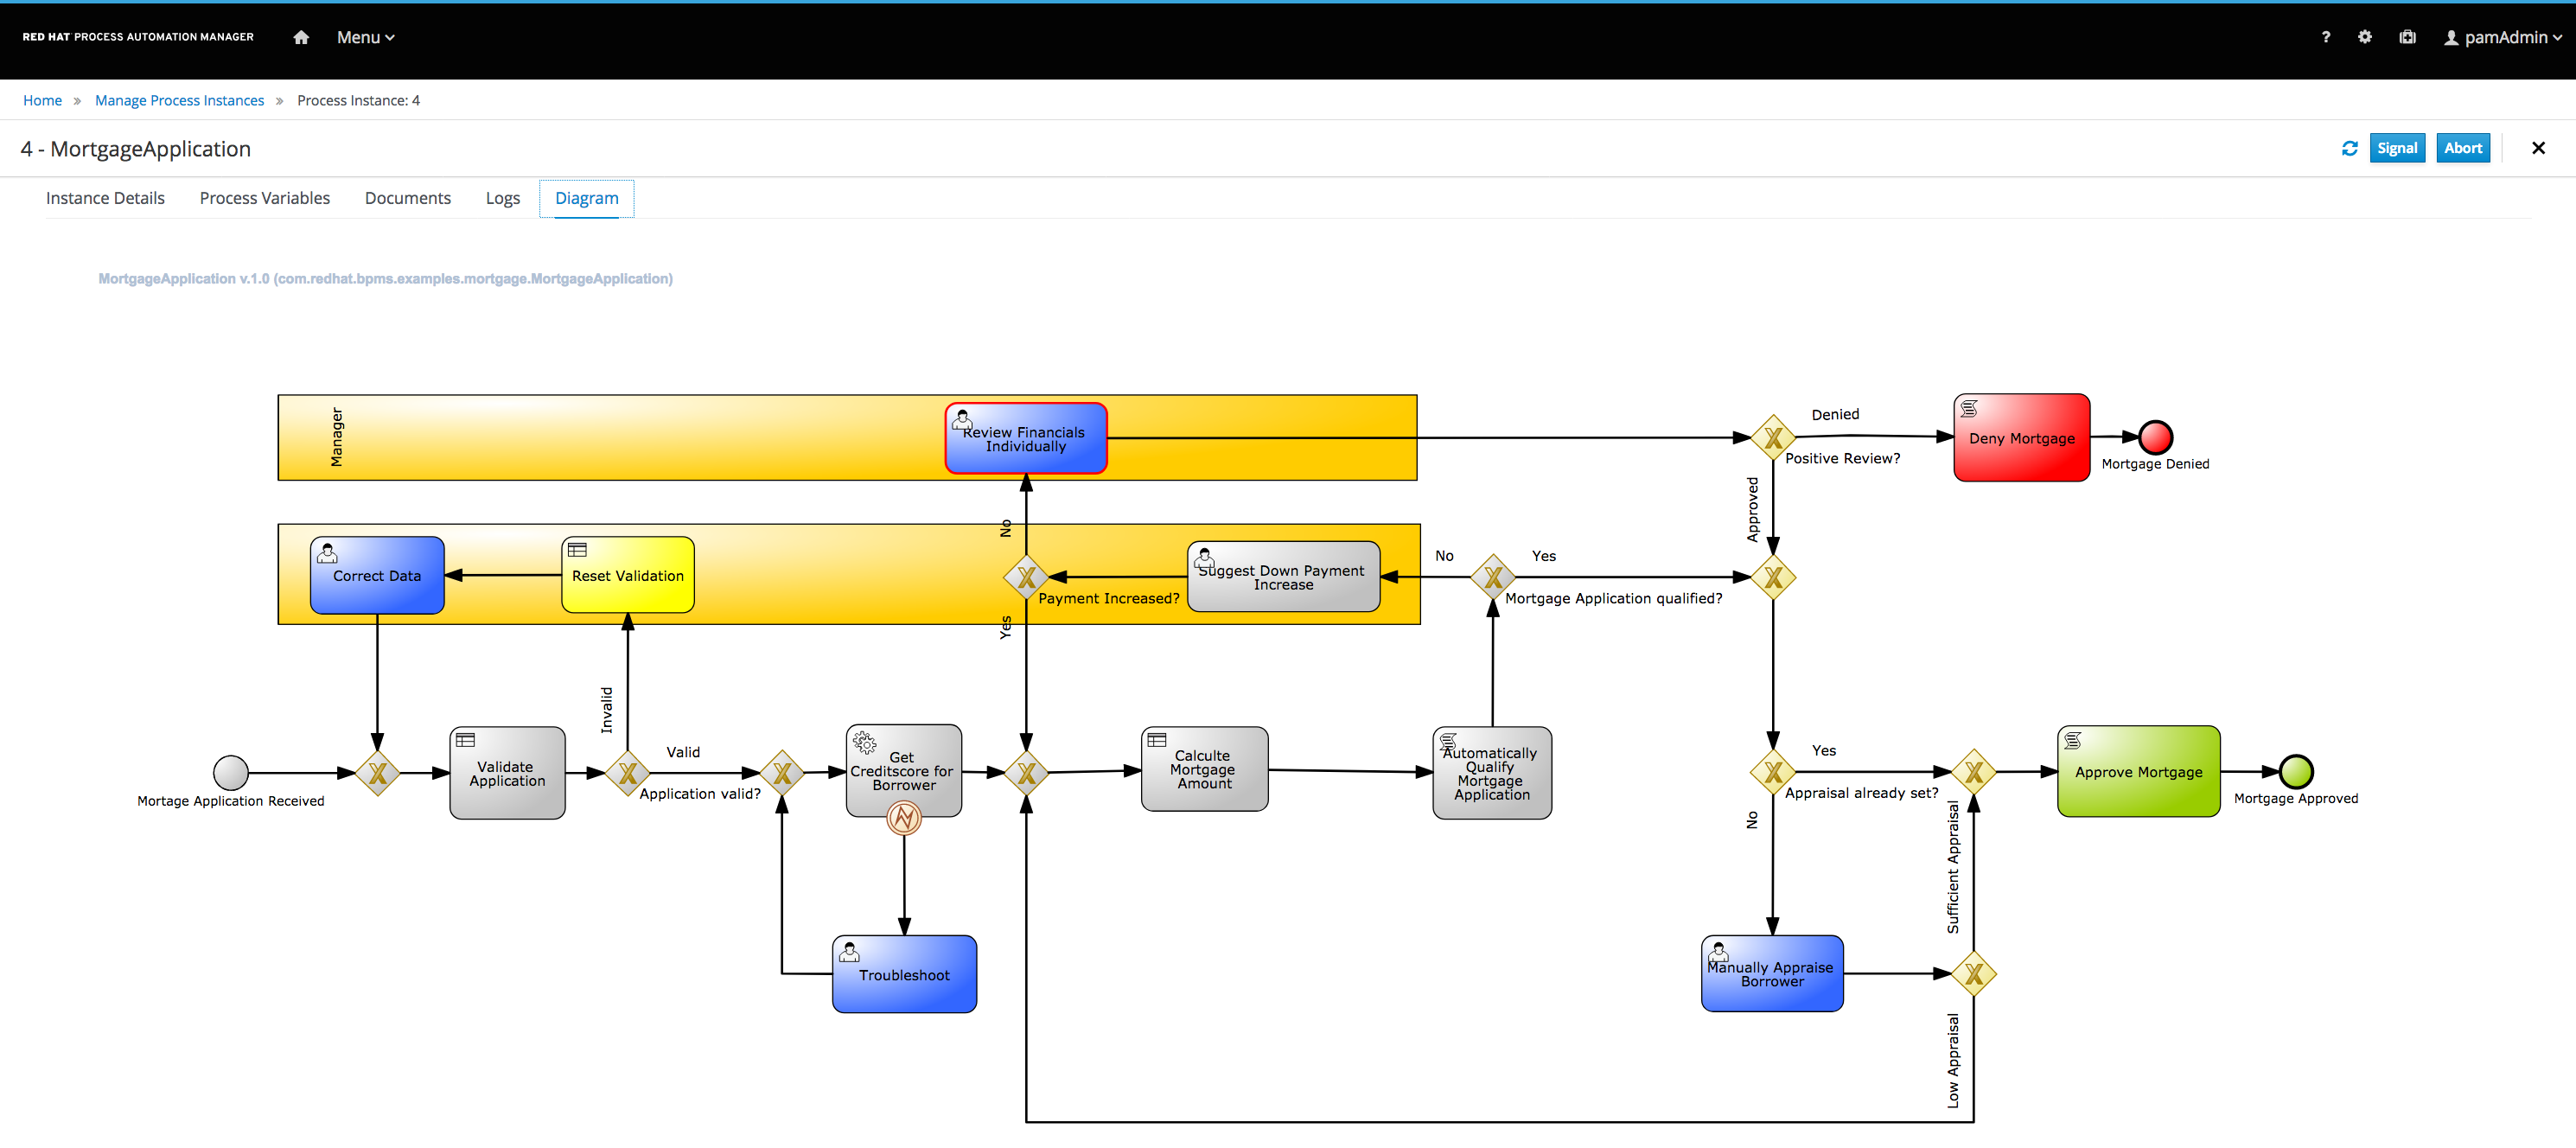 RED HAT PROCESS AUTOMATION MANAGER
Menu
?
pamAdmin
Home » Manage Process Instances » Process Instance: 4
4 - MortgageApplication
Signal
Abort
Instance Details
Process Variables
Documents
Logs
Diagram
MortgageApplication v.1.0 (com.redhat.bpms.examples.mortgage.MortgageApplication)
Manager
Review Financials
Individually
Denied
Positive Review?
Deny Mortgage
Mortgage Denied
Approved
No
Correct Data
Reset Validation
Payment Increased?
Suggest Down Payment
Increase
No
Yes
Mortgage Application qualified?
Yes
Invalid
Mortage Application Received
Validate
Application
Valid
Application valid?
Get
Creditscore for
Borrower
Calculte
Mortgage
Amount
Automatically
Qualify
Mortgage
Application
Yes
Appraisal already set?
No
Sufficient Appraisal
Approve Mortgage
Mortgage Approved
Troubleshoot
Manually Appraise
Borrower
Low Appraisal